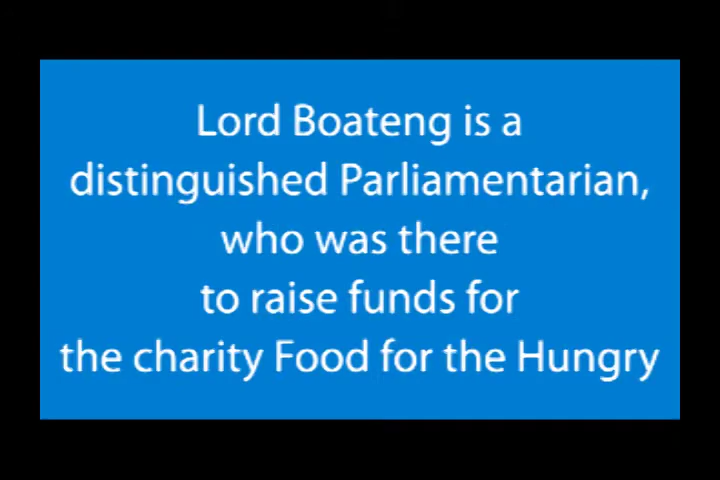 Lord Boateng is a
distinguished Parliamentarian,
who was there
to raise funds for
the charity Food for the Hungry